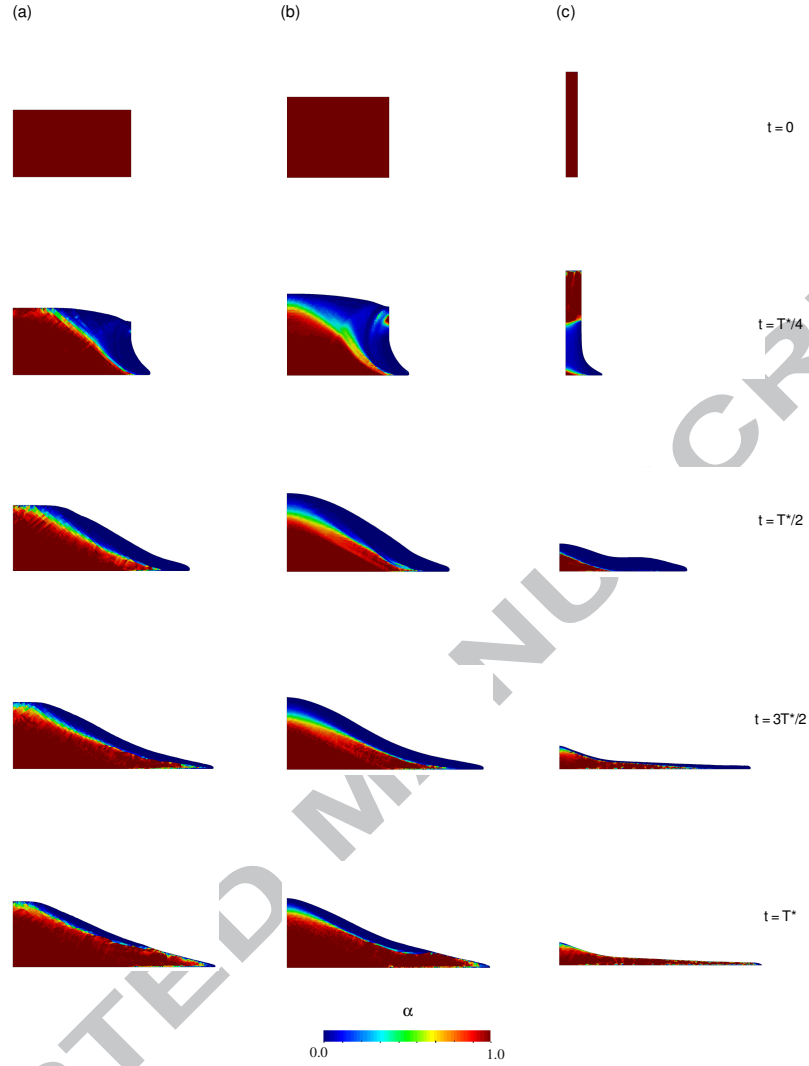 (a) (b) (c)
t = 0
t = T*/4
t = T*/2
t = 3T*/2
t = T*
α
0.0 1.0